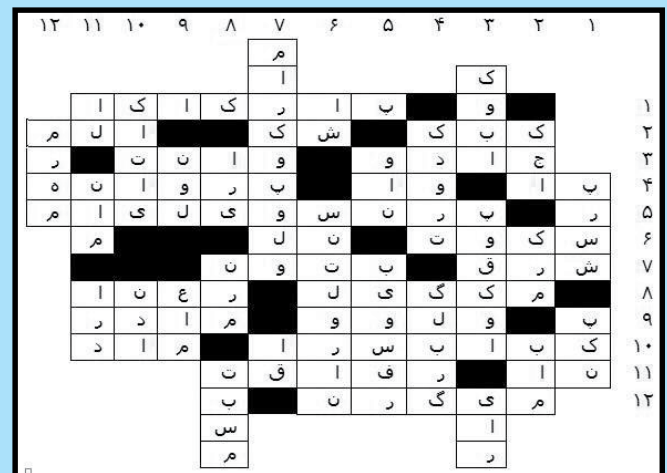 ۱ ۲ ۳ ۴ ۵ ۶ ۷ ۸ ۹ ۱۰ ۱۱ ۱۲
م
ک ا
۱ و پ ا ر ک ا ک ا
۲ ک ب ک ش ک ا ل م
۳ ج ا د و و ا ن ت ر
۴ پ ا و ا پ ر و ا ن ه
۵ ر پ ر ن س و ی ل ی ا م
۶ س ک و ت ن ل م
۷ ش ر ق ب ت و ن
۸ م ک گ ی ل ر ع ن ا
۹ پ و ل و و م ا د ر
۱۰ ک ب ا ب س ر ا م ا د
۱۱ ن ا ر ف ا ق ت
۱۲ م ی گ ر ن پ
ا س
ر م